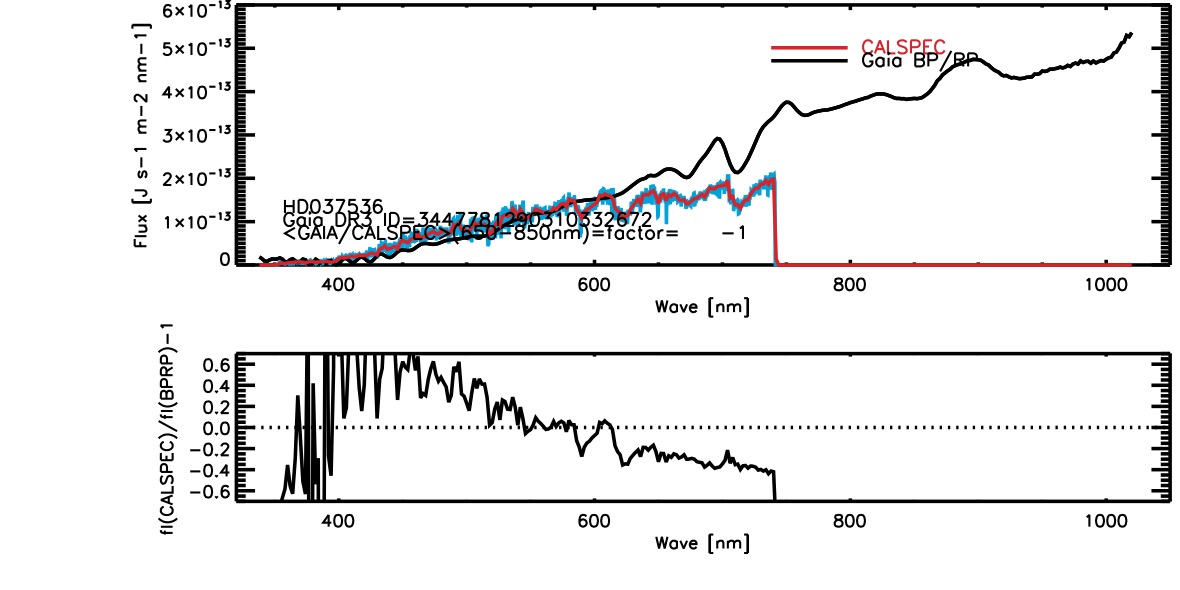 6×10-13
5×10-13
4×10-13
3×10-13
2×10-13
1×10-13
0
Flux [J s-1 m-2 nm-1]
CALSPEC
Gaia BP/RP
HD037536
Gaia DR3 ID=3447781290310332672
<GAIA/CALSPEC>(650-850nm)=factor= -1
400 600 800 1000
Wave [nm]
0.6
0.4
0.2
0.0
-0.2
-0.4
-0.6
fl(CALSPEC)/fl(BPRP)-1
400 600 800 1000
Wave [nm]